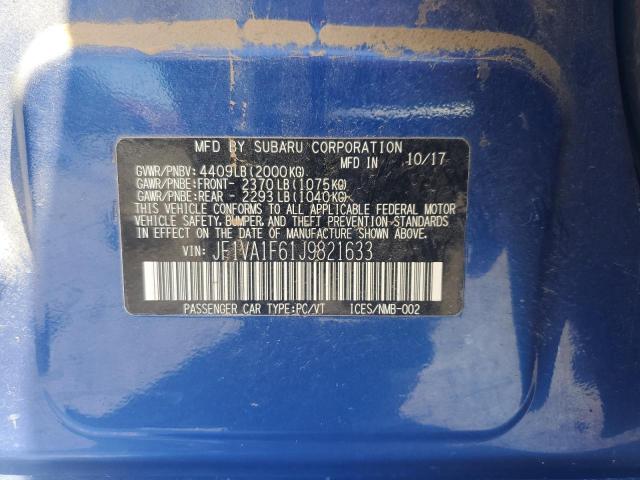 MFD BY SUBARU CORPORATION
MFD IN 10/17
GVWR/PNBV: 4409LB(2000KG)
GAWR/PNBE:FRONT- 2370LB(1075KG)
GAWR/PNBE:REAR - 2293LB(1040KG)
THIS VEHICLE CONFORMS TO ALL APPLICABLE FEDERAL MOTOR
VEHICLE SAFETY, BUMPER, AND THEFT PREVENTION STANDARDS
IN EFFECT ON THE DATE OF MANUFACTURE SHOWN ABOVE.
VIN: JF1VA1F61J9821633
PASSENGER CAR TYPE:PC/VT ICES/NMB-002